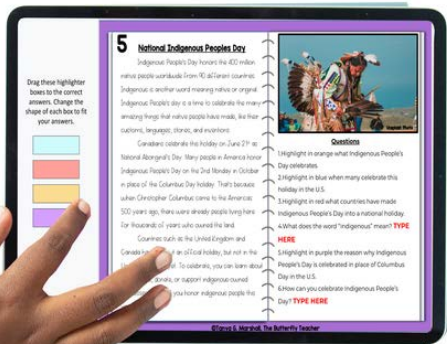 Drag these highlighter
boxes to the correct
answers. Change the
shape of each box to fit
your answers.
5 National Indigenous Peoples Day
Indigenous People's Day honors the 400 million
native people worldwide from 90 different countries.
Indigenous is another word meaning native or original.
Indigenous People's day is a time to celebrate the many
amazing things that native people have made, like their
customs, languages, stories, and inventions.
Canadians celebrate this holiday on June 21st as
National Aboriginal's Day. Many people in America honor
Indigenous People's Day on the 2nd Monday in October
in place of the Columbus Day holiday. That's because
when Christopher Columbus came to the Americas
500 years ago, there were already people living here
for thousands of years who owned the land.
Countries such as the United Kingdom and
Canada an official holiday, but not in the
To celebrate, you can learn about
donate, or support indigenous-owned
you honor indigenous people this
Unsplash Photo
Questions
1.Highlight in orange what Indigenous People's
Day celebrates.
2.Highlight in blue when many celebrate this
holiday in the U.S.
3.Highlight in red what countries have made
Indigenous People's Day into a national holiday.
4.What does the word "indigenous" mean? TYPE
HERE
5.Highlight in purple the reason why Indigenous
People's Day is celebrated in place of Columbus
Day in the U.S.
6.How can you celebrate Indigenous People's
Day? TYPE HERE
©Tanya G. Marshall, The Butterfly Teacher